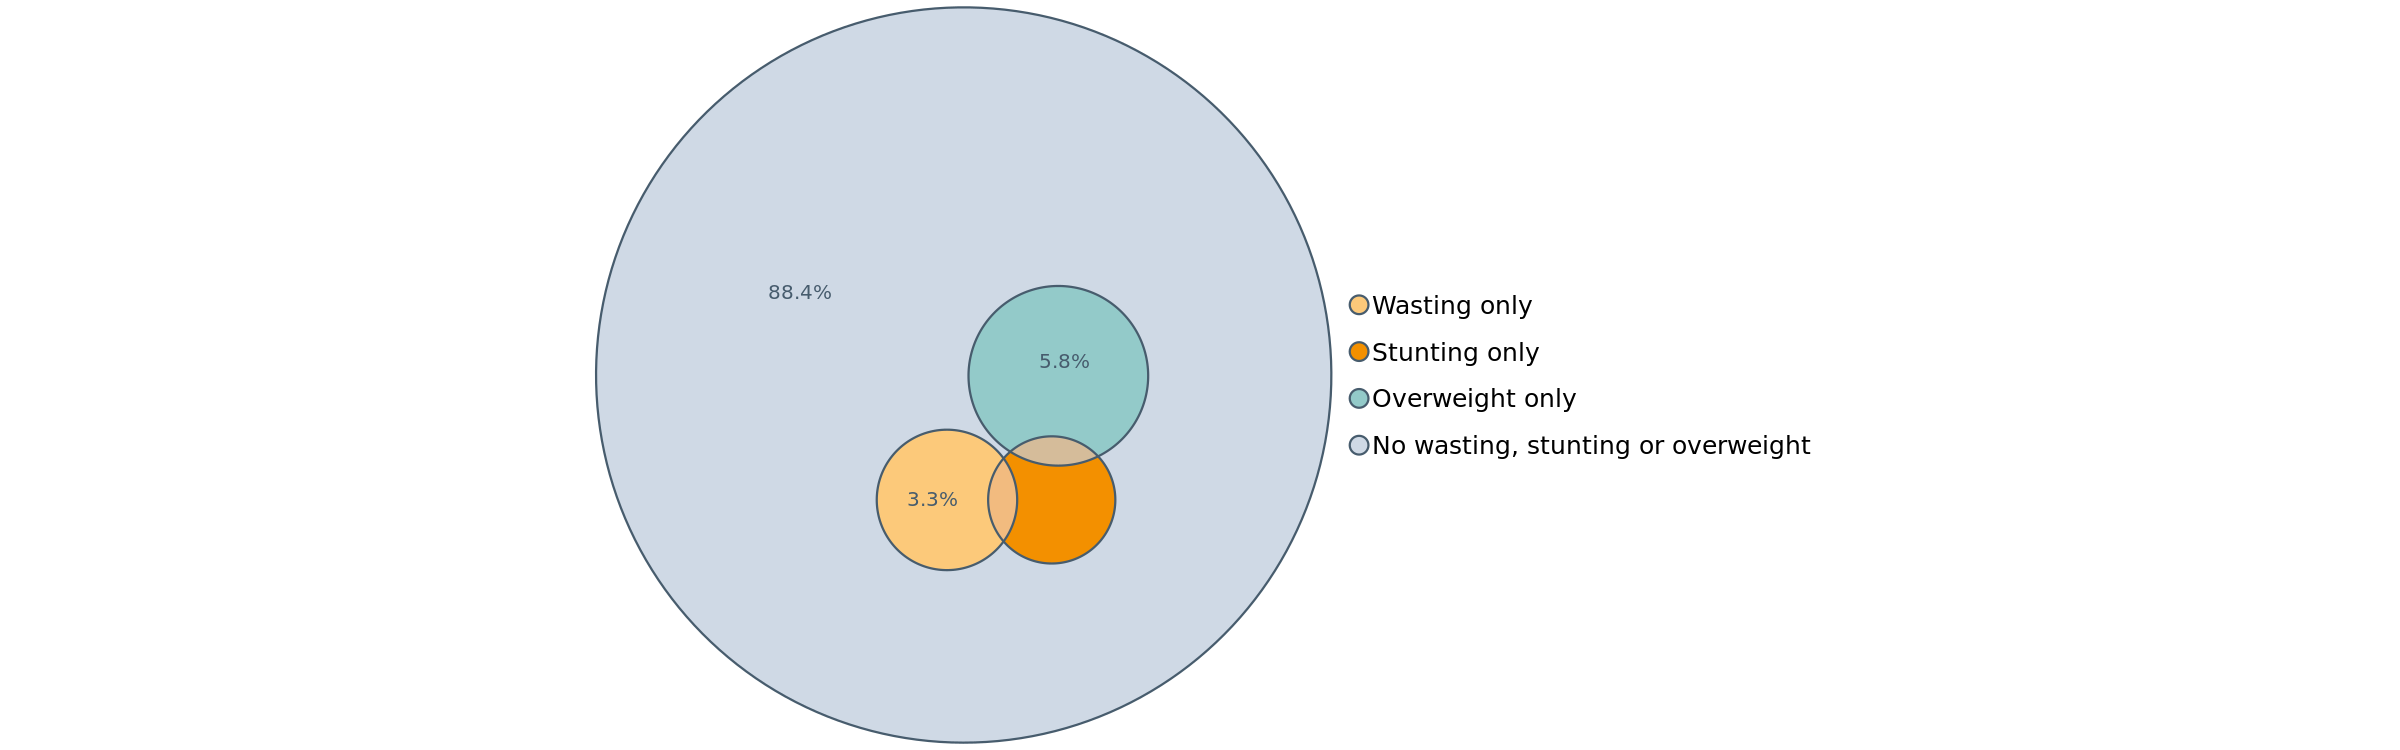 88.4%
5.8%
3.3%
Wasting only
Stunting only
Overweight only
No wasting, stunting or overweight